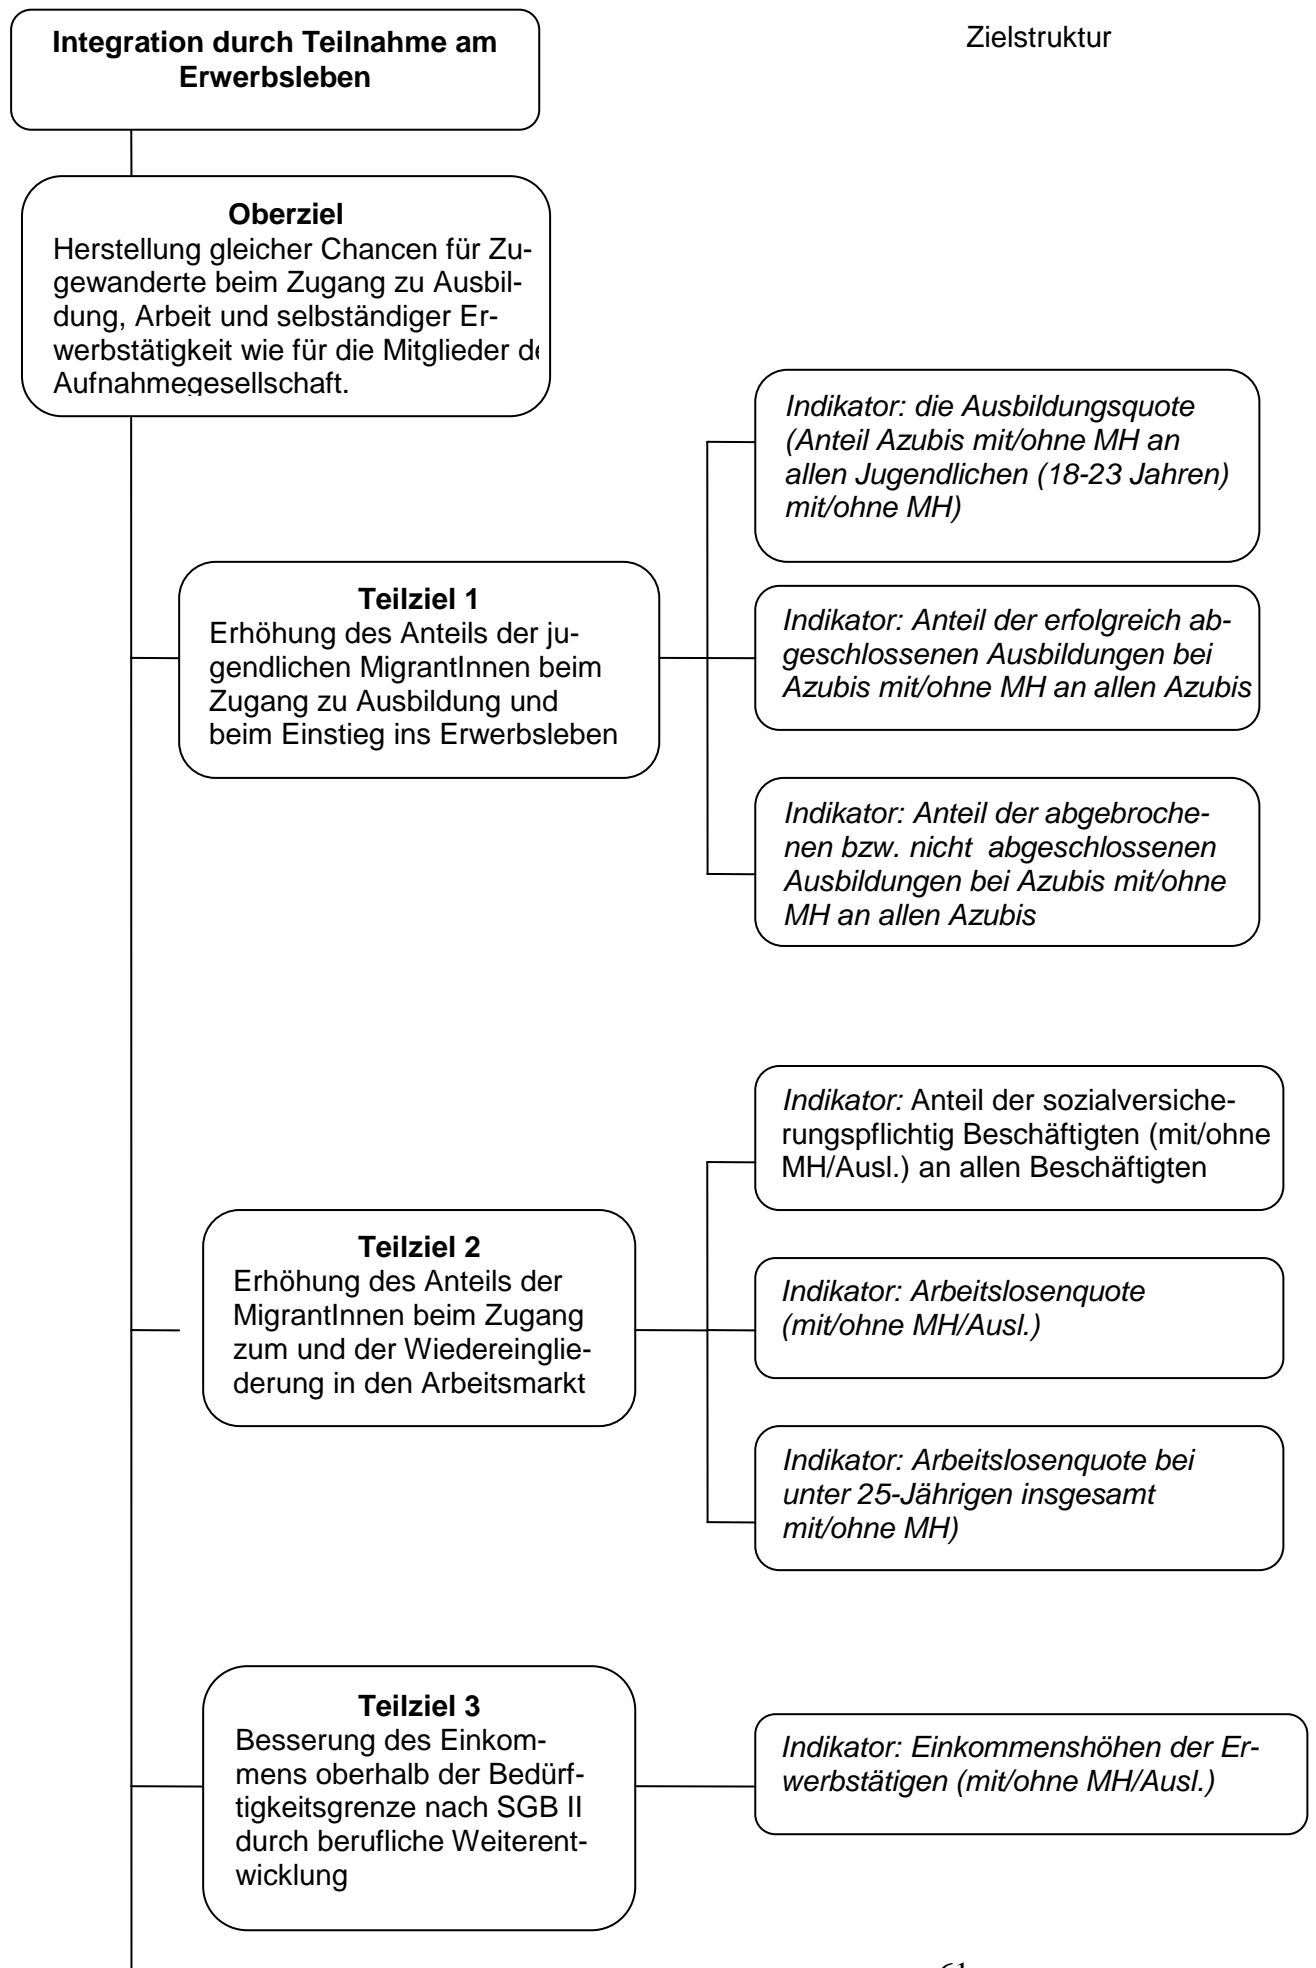 Integration durch Teilnahme am
Erwerbsleben
Zielstruktur
Oberziel
Herstellung gleicher Chancen für Zu-
gewanderte beim Zugang zu Ausbil-
dung, Arbeit und selbständiger Er-
werbstätigkeit wie für die Mitglieder de
Aufnahmegesellschaft.
Indikator: die Ausbildungsquote
(Anteil Azubis mit/ohne MH an
allen Jugendlichen (18-23 Jahren)
mit/ohne MH)
Teilziel 1
Erhöhung des Anteils der ju-
gendlichen MigrantInnen beim
Zugang zu Ausbildung und
beim Einstieg ins Erwerbsleben
Indikator: Anteil der erfolgreich ab-
geschlossenen Ausbildungen bei
Azubis mit/ohne MH an allen Azubis
Indikator: Anteil der abgebroche-
nen bzw. nicht  abgeschlossenen
Ausbildungen bei Azubis mit/ohne
MH an allen Azubis
Indikator: Anteil der sozialversiche-
rungspflichtig Beschäftigten (mit/ohne
MH/Ausl.) an allen Beschäftigten
Teilziel 2
Erhöhung des Anteils der
MigrantInnen beim Zugang
zum und der Wiedereinglie-
derung in den Arbeitsmarkt
Indikator: Arbeitslosenquote
(mit/ohne MH/Ausl.)
Indikator: Arbeitslosenquote bei
unter 25-Jährigen insgesamt
mit/ohne MH)
Teilziel 3
Besserung des Einkom-
mens oberhalb der Bedürf-
tigkeitsgrenze nach SGB II
durch berufliche Weiterent-
wicklung
Indikator: Einkommenshöhen der Er-
werbstätigen (mit/ohne MH/Ausl.)
61